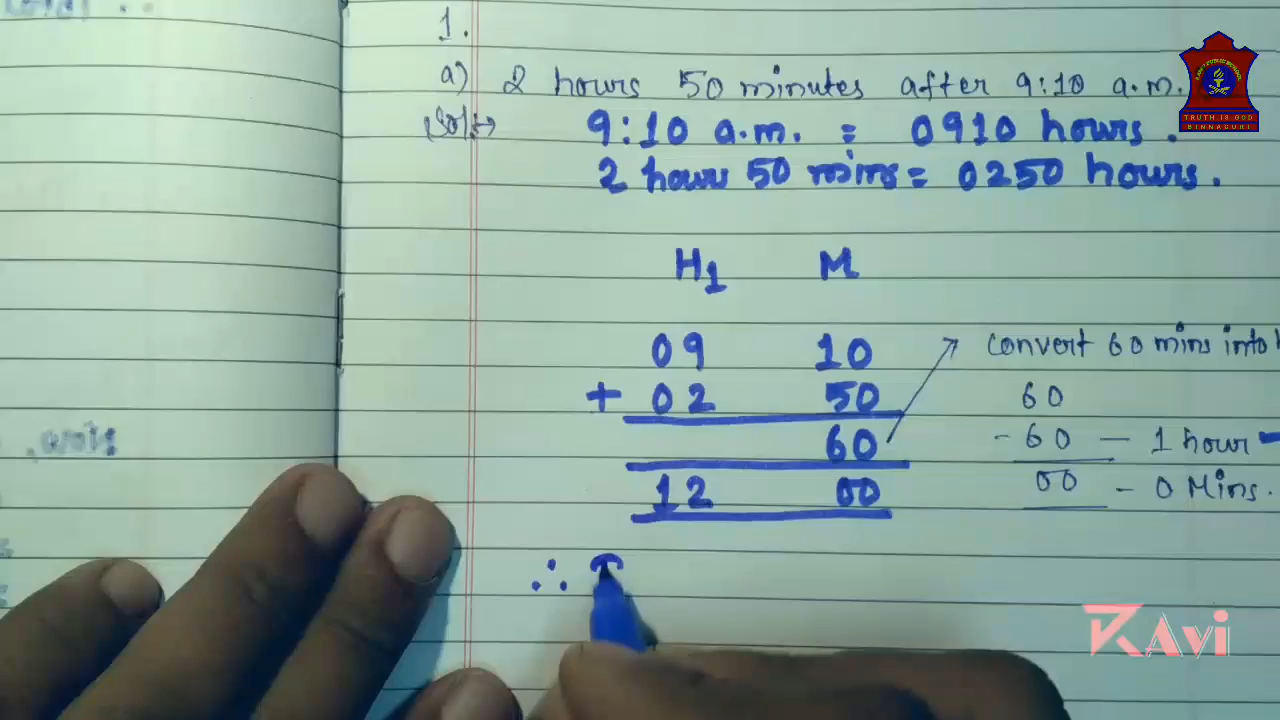 1.
a) 2 hours 50 minutes after 9:10 a.m.
9:10 a.m. = 0910 hours.
2 hour 50 mins = 0250 hours.
H1 M
09 10
+ 02 50
60
12 00
convert 60 mins into
60
- 60 — 1 hour
00 - 0 Mins.
∴
TRUTH IS GOD
BINNAGURI
RAvi